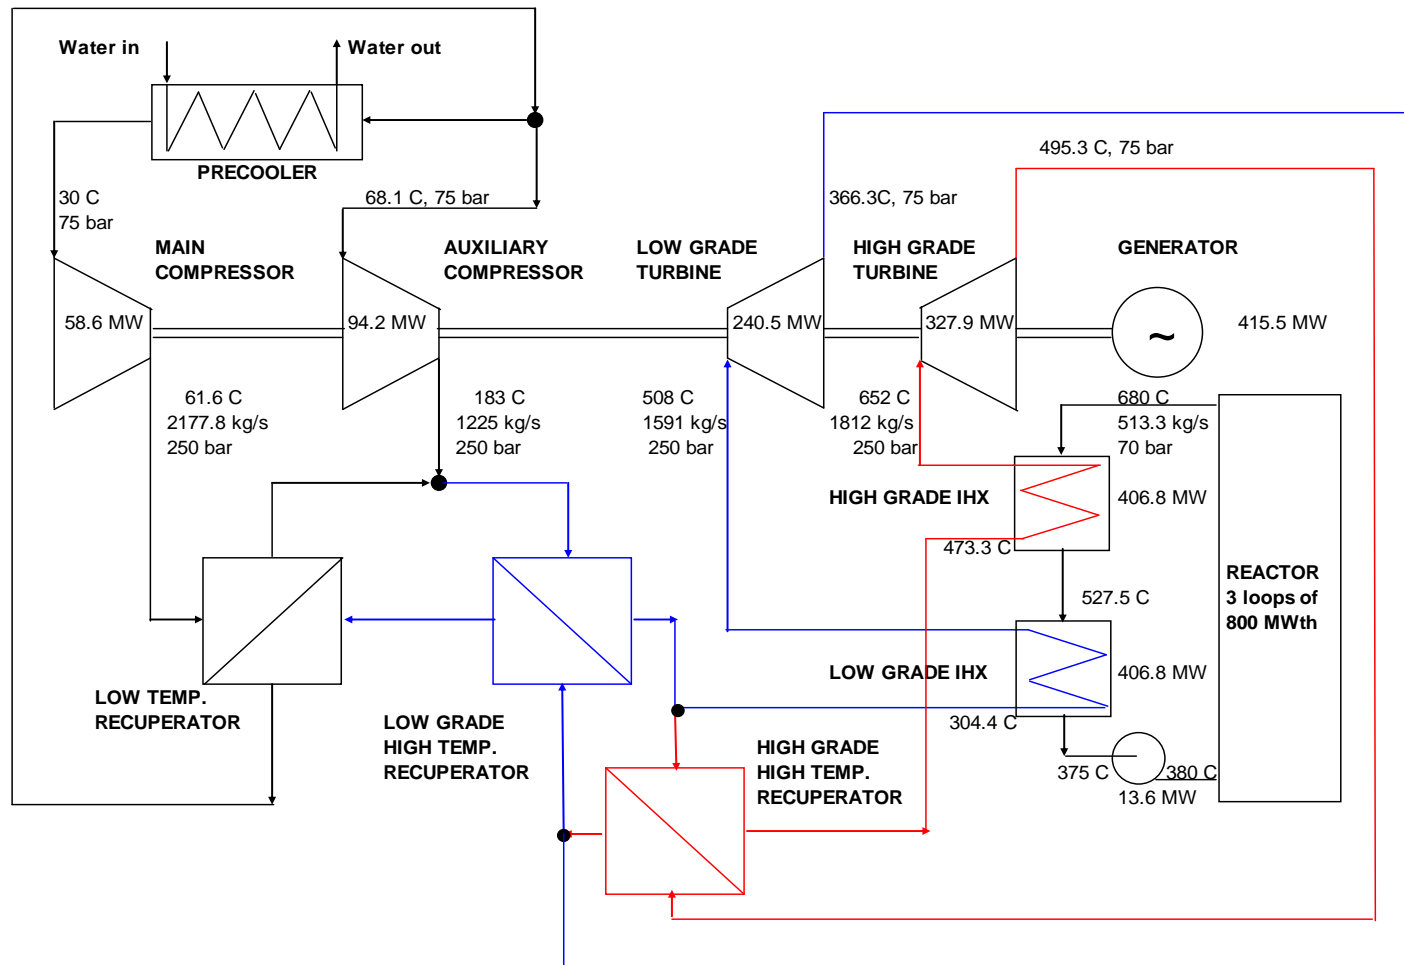 Water in
Water out
PRECOOLER
495.3 C, 75 bar
30 C
75 bar
68.1 C, 75 bar
366.3C, 75 bar
MAIN
COMPRESSOR
AUXILIARY
COMPRESSOR
LOW GRADE
TURBINE
HIGH GRADE
TURBINE
GENERATOR
58.6 MW
94.2 MW
240.5 MW
327.9 MW
~
415.5 MW
61.6 C
2177.8 kg/s
250 bar
183 C
1225 kg/s
250 bar
508 C
1591 kg/s
250 bar
652 C
1812 kg/s
250 bar
680 C
513.3 kg/s
70 bar
HIGH GRADE IHX
406.8 MW
473.3 C
REACTOR
3 loops of
800 MWth
527.5 C
LOW GRADE IHX
406.8 MW
304.4 C
LOW TEMP.
RECUPERATOR
LOW GRADE
HIGH TEMP.
RECUPERATOR
HIGH GRADE
HIGH TEMP.
RECUPERATOR
375 C
380 C
13.6 MW